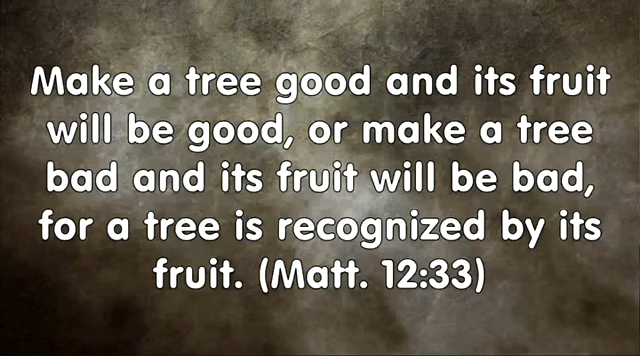 Make a tree good and its fruit
will be good, or make a tree
bad and its fruit will be bad,
for a tree is recognized by its
fruit. (Matt. 12:33)